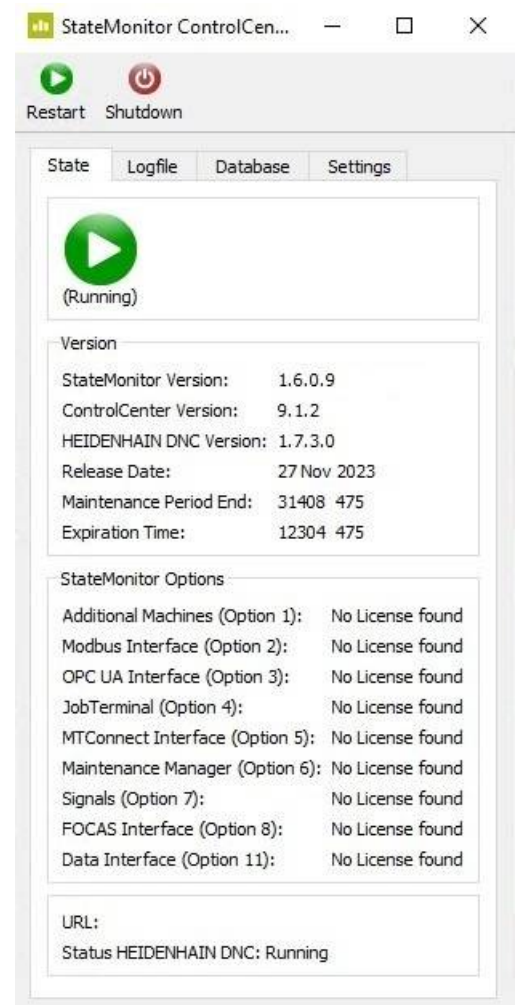 StateMonitor ControlCen...
Restart Shutdown
State Logfile Database Settings
(Running)
Version
StateMonitor Version: 1.6.0.9
ControlCenter Version: 9.1.2
HEIDENHAIN DNC Version: 1.7.3.0
Release Date: 27 Nov 2023
Maintenance Period End: 31408 475
Expiration Time: 12304 475
StateMonitor Options
Additional Machines (Option 1): No License found
Modbus Interface (Option 2): No License found
OPC UA Interface (Option 3): No License found
JobTerminal (Option 4): No License found
MTConnect Interface (Option 5): No License found
Maintenance Manager (Option 6): No License found
Signals (Option 7): No License found
FOCAS Interface (Option 8): No License found
Data Interface (Option 11): No License found
URL:
Status HEIDENHAIN DNC: Running